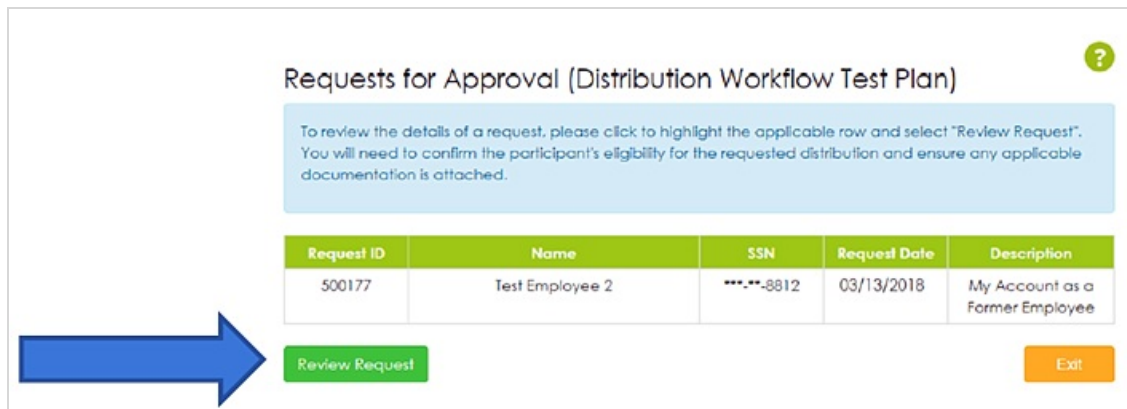 ?
Requests for Approval (Distribution Workflow Test Plan)
To review the details of a request, please click to highlight the applicable row and select "Review Request".
You will need to confirm the participant's eligibility for the requested distribution and ensure any applicable
documentation is attached.
Request ID Name SSN Request Date Description
500177 Test Employee 2 ***-**-8812 03/13/2018 My Account as a
Former Employee
Review Request Exit